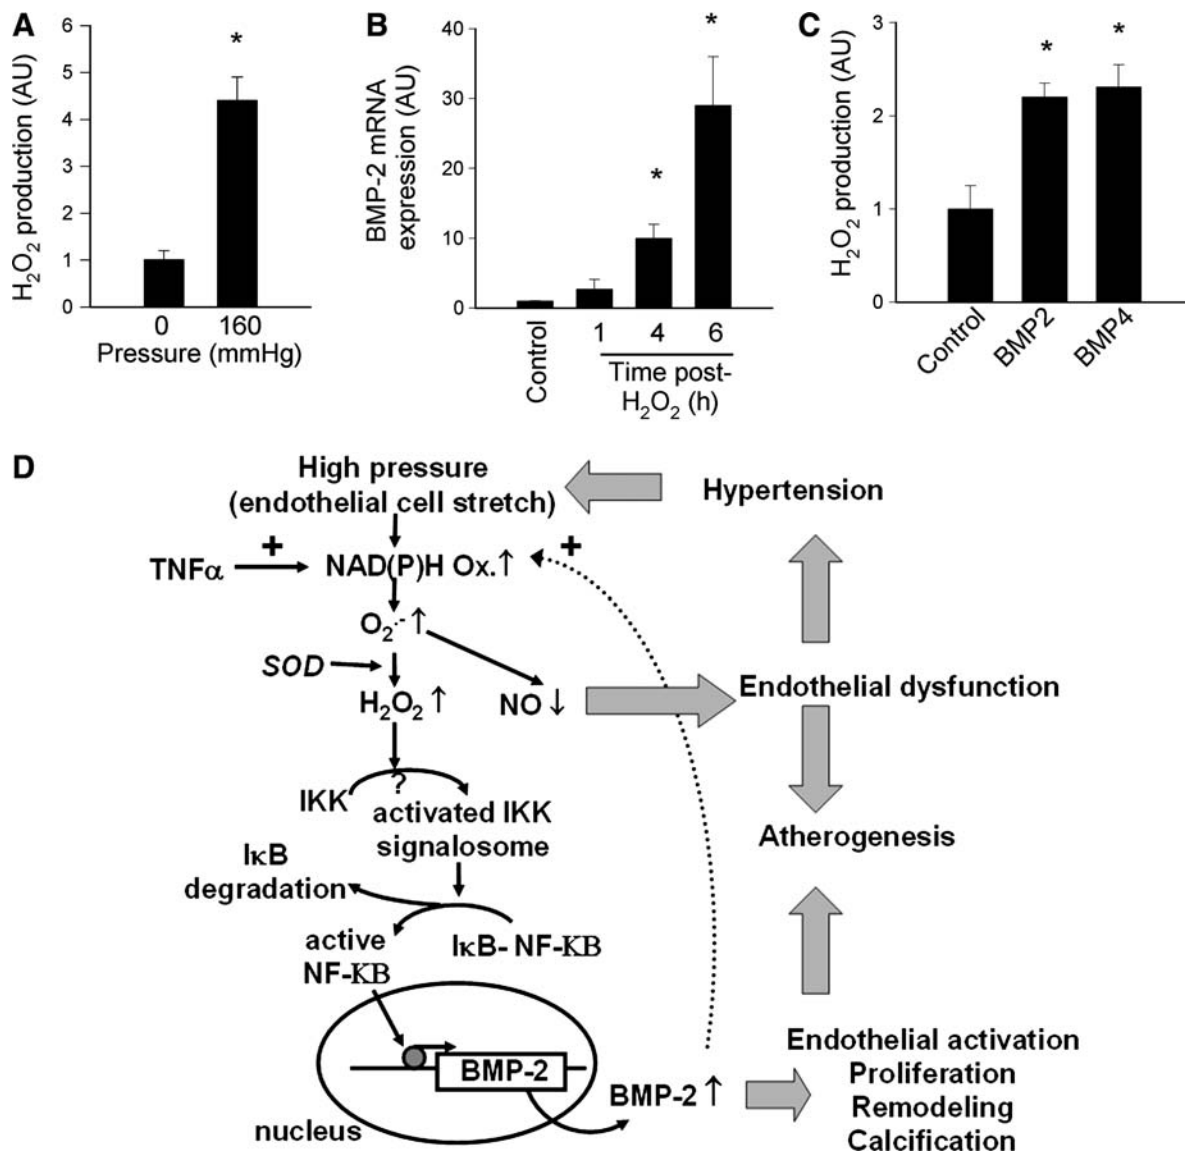 A
H₂O₂ production (AU)
6
5
4
3
2
1
0
*
0 160
Pressure (mmHg)
B
BMP-2 mRNA
expression (AU)
40
30
20
10
0
*
*
Control
1 4 6
Time post-
H₂O₂ (h)
C
H₂O₂ production (AU)
3
2
1
0
*
*
Control
BMP2
BMP4
D
High pressure
(endothelial cell stretch)
Hypertension
+
+
TNFα
NAD(P)H Ox.↑
O₂·⁻ ↑
SOD
H₂O₂ ↑
NO ↓
Endothelial dysfunction
?
IKK
activated IKK
signalosome
Atherogenesis
IκB
degradation
active
NF-KB
IκB- NF-KB
BMP-2
nucleus
BMP-2 ↑
Endothelial activation
Proliferation
Remodeling
Calcification